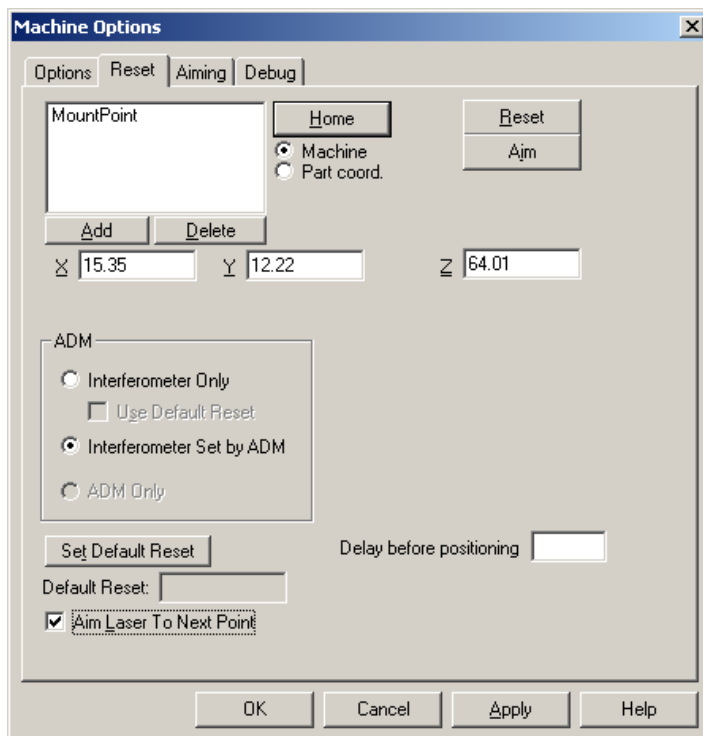 Machine Options
Options Reset Aiming Debug
MountPoint
Home
Reset
Machine
Aim
Part coord.
Add Delete
X 15.35 Y 12.22 Z 64.01
ADM
Interferometer Only
Use Default Reset
Interferometer Set by ADM
ADM Only
Set Default Reset
Delay before positioning
Default Reset:
Aim Laser To Next Point
OK Cancel Apply Help